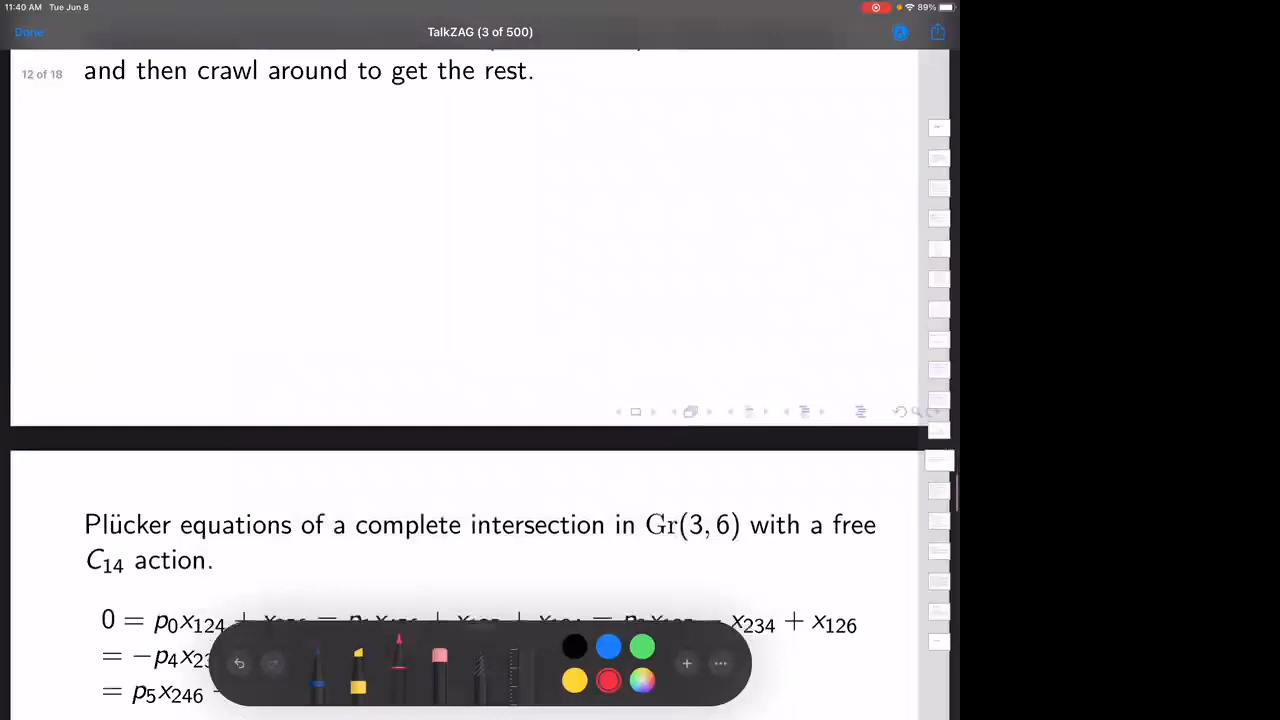 11:40 AM Tue Jun 8
89%
Done
TalkZAG (3 of 500)
12 of 18
and then crawl around to get the rest.
Plücker equations of a complete intersection in Gr(3, 6) with a free
C₁₄ action.
0 = p₀x₁₂₄ + x₂₃₄ + x₁₂₆
= −p₄x
= p₅x₂₄₆